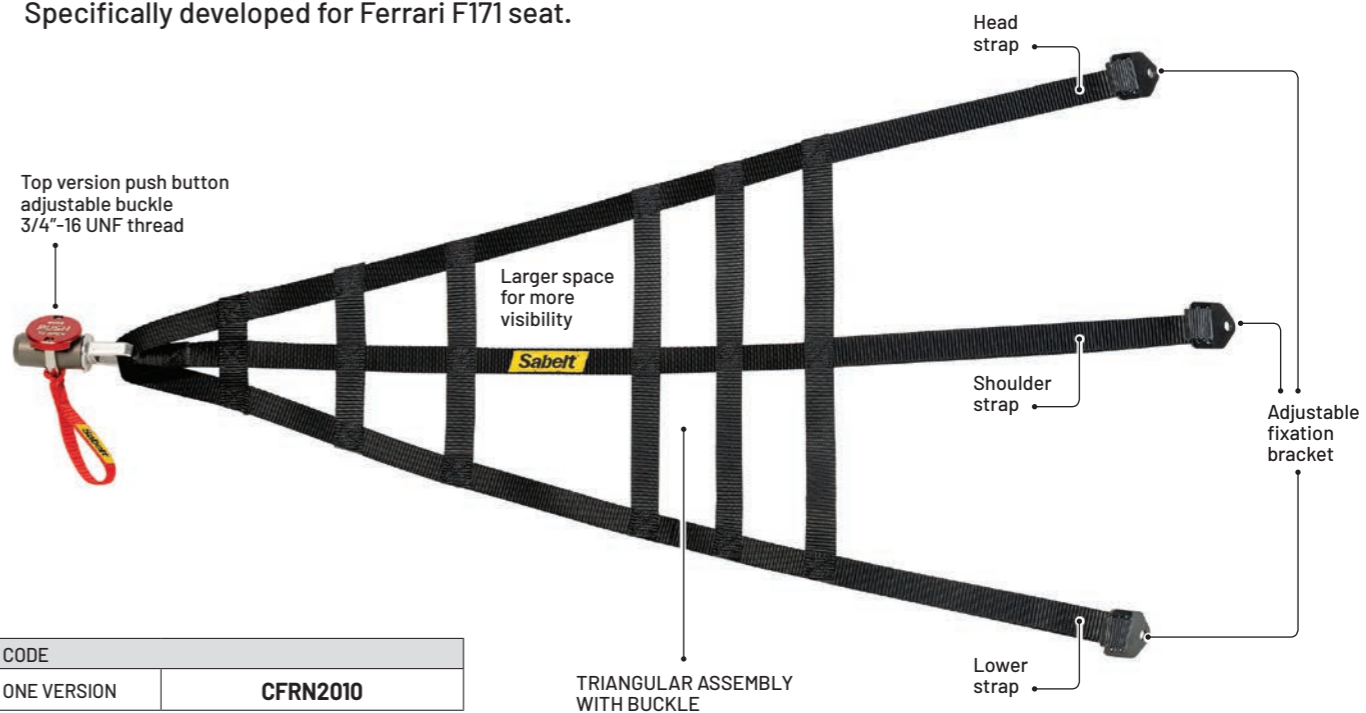 Specifically developed for Ferrari F171 seat.
Head
strap
Top version push button
adjustable buckle
3/4"-16 UNF thread
Larger space
for more
visibility
PUSH
Sabelt
Sabelt
Shoulder
strap
Adjustable
fixation
bracket
Lower
strap
TRIANGULAR ASSEMBLY
WITH BUCKLE
CODE
ONE VERSION CFRN2010